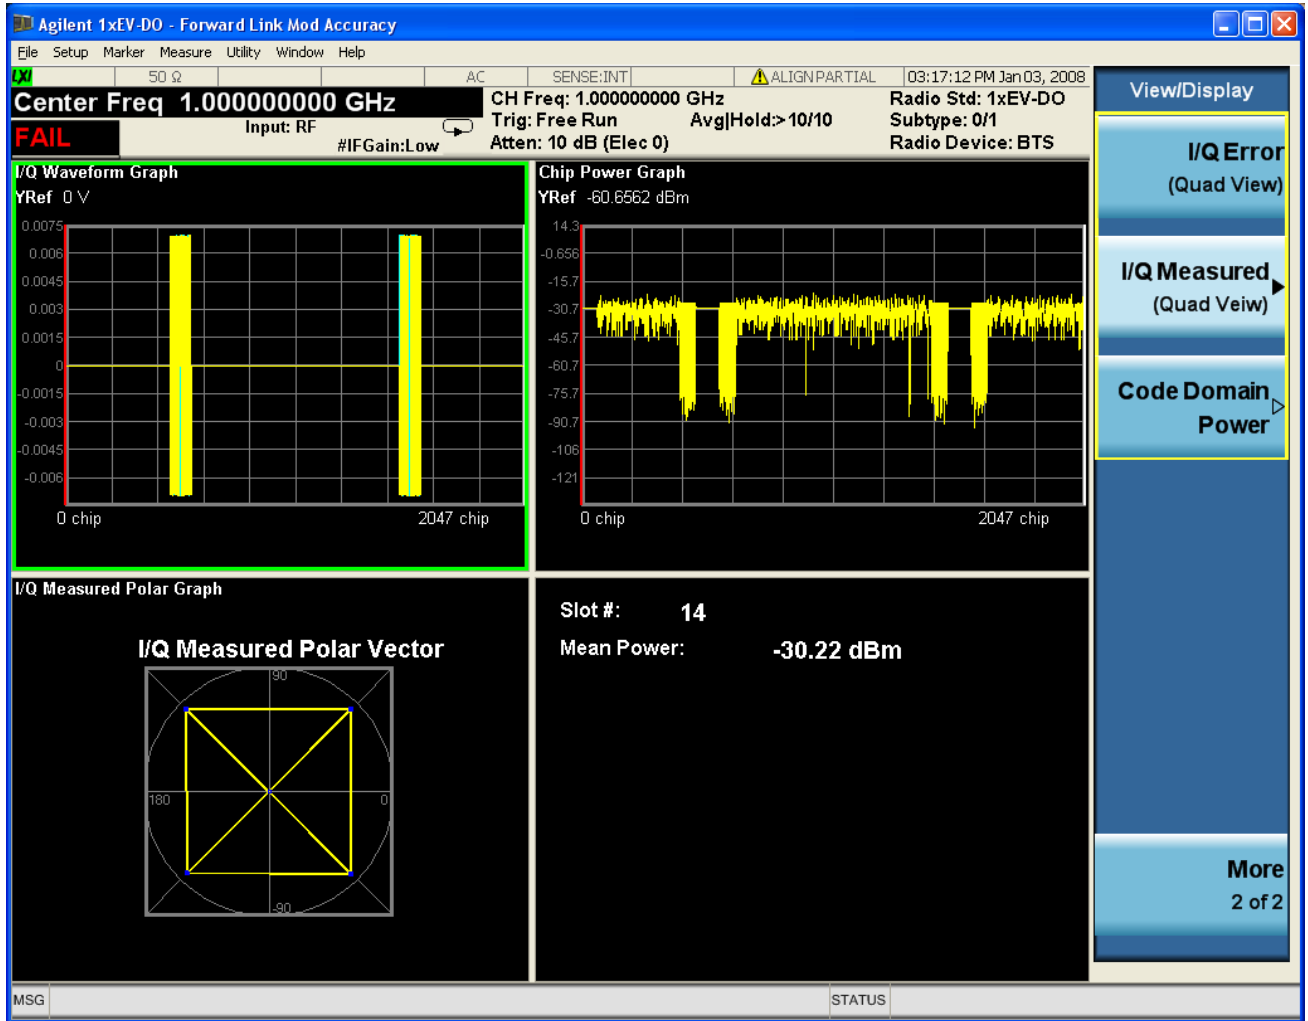 Agilent 1xEV-DO - Forward Link Mod Accuracy
File Setup Marker Measure Utility Window Help
LXI 50 Ω AC SENSE:INT ALIGN PARTIAL 03:17:12 PM Jan 03, 2008
Center Freq 1.000000000 GHz
FAIL
Input: RF
#IFGain:Low
CH Freq: 1.000000000 GHz
Trig: Free Run Avg|Hold:>10/10
Atten: 10 dB (Elec 0)
Radio Std: 1xEV-DO
Subtype: 0/1
Radio Device: BTS
I/Q Waveform Graph
YRef 0 V
0.0075
0.006
0.0045
0.003
0.0015
0
-0.0015
-0.003
-0.0045
-0.006
0 chip 2047 chip
Chip Power Graph
YRef -60.6562 dBm
14.3
-0.656
-15.7
-30.7
-45.7
-60.7
-75.7
-90.7
-106
-121
0 chip 2047 chip
I/Q Measured Polar Graph
I/Q Measured Polar Vector
90
180 0
-90
Slot #: 14
Mean Power: -30.22 dBm
View/Display
I/Q Error
(Quad View)
I/Q Measured
(Quad Veiw)
Code Domain
Power
More
2 of 2
MSG STATUS